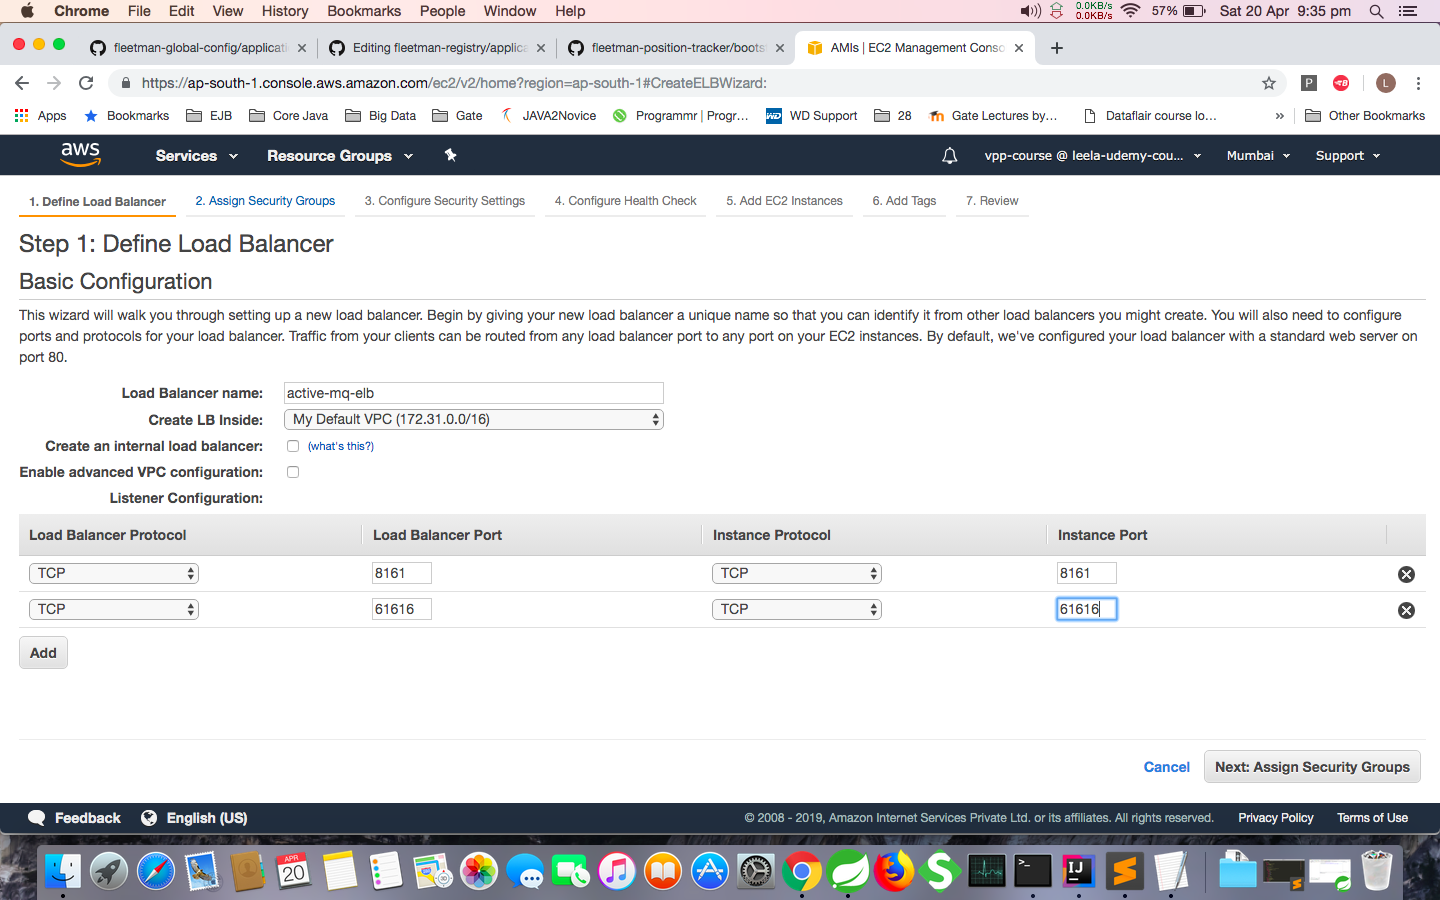 Chrome File Edit View History Bookmarks People Window Help 0.0KB/s 0.0KB/s 57% Sat 20 Apr 9:35 pm
fleetman-global-config/applicati Editing fleetman-registry/applica fleetman-position-tracker/boots AMIs | EC2 Management Conso
https://ap-south-1.console.aws.amazon.com/ec2/v2/home?region=ap-south-1#CreateELBWizard: P L
Apps Bookmarks EJB Core Java Big Data Gate JAVA2Novice Programmr | Progr... WD WD Support 28 Gate Lectures by... Dataflair course lo... » Other Bookmarks
aws Services Resource Groups vpp-course @ leela-udemy-cou... Mumbai Support
1. Define Load Balancer 2. Assign Security Groups 3. Configure Security Settings 4. Configure Health Check 5. Add EC2 Instances 6. Add Tags 7. Review
Step 1: Define Load Balancer
Basic Configuration
This wizard will walk you through setting up a new load balancer. Begin by giving your new load balancer a unique name so that you can identify it from other load balancers you might create. You will also need to configure
ports and protocols for your load balancer. Traffic from your clients can be routed from any load balancer port to any port on your EC2 instances. By default, we've configured your load balancer with a standard web server on
port 80.
Load Balancer name: active-mq-elb
Create LB Inside: My Default VPC (172.31.0.0/16)
Create an internal load balancer: (what's this?)
Enable advanced VPC configuration:
Listener Configuration:
Load Balancer Protocol Load Balancer Port Instance Protocol Instance Port
TCP 8161 TCP 8161
TCP 61616 TCP 61616
Add
Cancel Next: Assign Security Groups
Feedback English (US) © 2008 - 2019, Amazon Internet Services Private Ltd. or its affiliates. All rights reserved. Privacy Policy Terms of Use
APR
20
IJ